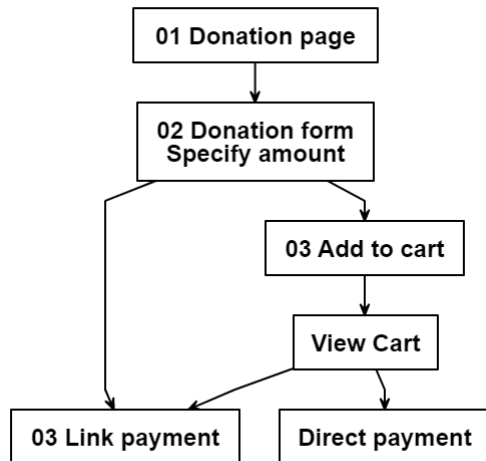 01 Donation page
02 Donation form
Specify amount
03 Add to cart
View Cart
03 Link payment
Direct payment